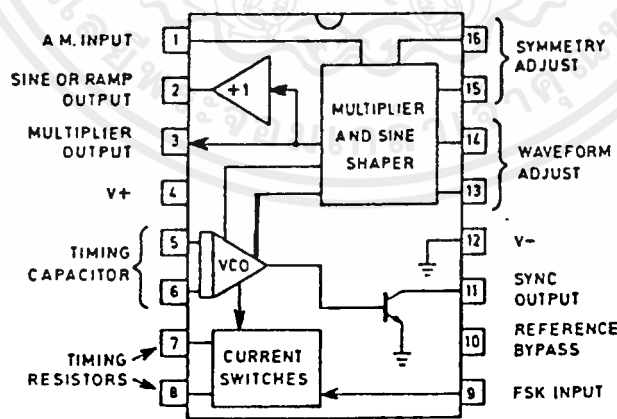 A.M. INPUT 1
SINE OR RAMP OUTPUT 2
MULTIPLIER OUTPUT 3
V+ 4
TIMING CAPACITOR 5
6
7
TIMING RESISTORS 8
+1
MULTIPLIER
AND SINE
SHAPER
VCO
CURRENT
SWITCHES
16 SYMMETRY
15 ADJUST
14 WAVEFORM
13 ADJUST
12 V-
11 SYNC
OUTPUT
10 REFERENCE
BYPASS
9 FSK INPUT